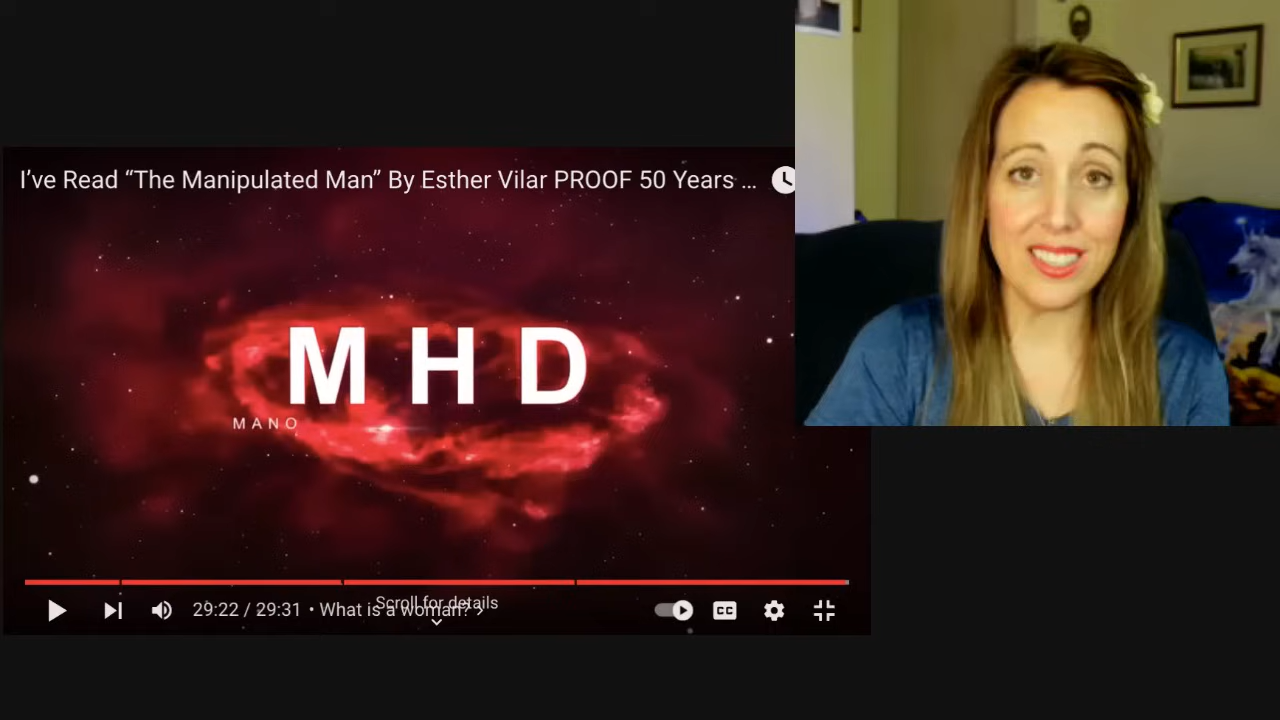 I've Read “The Manipulated Man” By Esther Vilar PROOF 50 Years ...
M H D
MANO
Scroll for details
29:22 / 29:31 • What is a woman? ›
CC